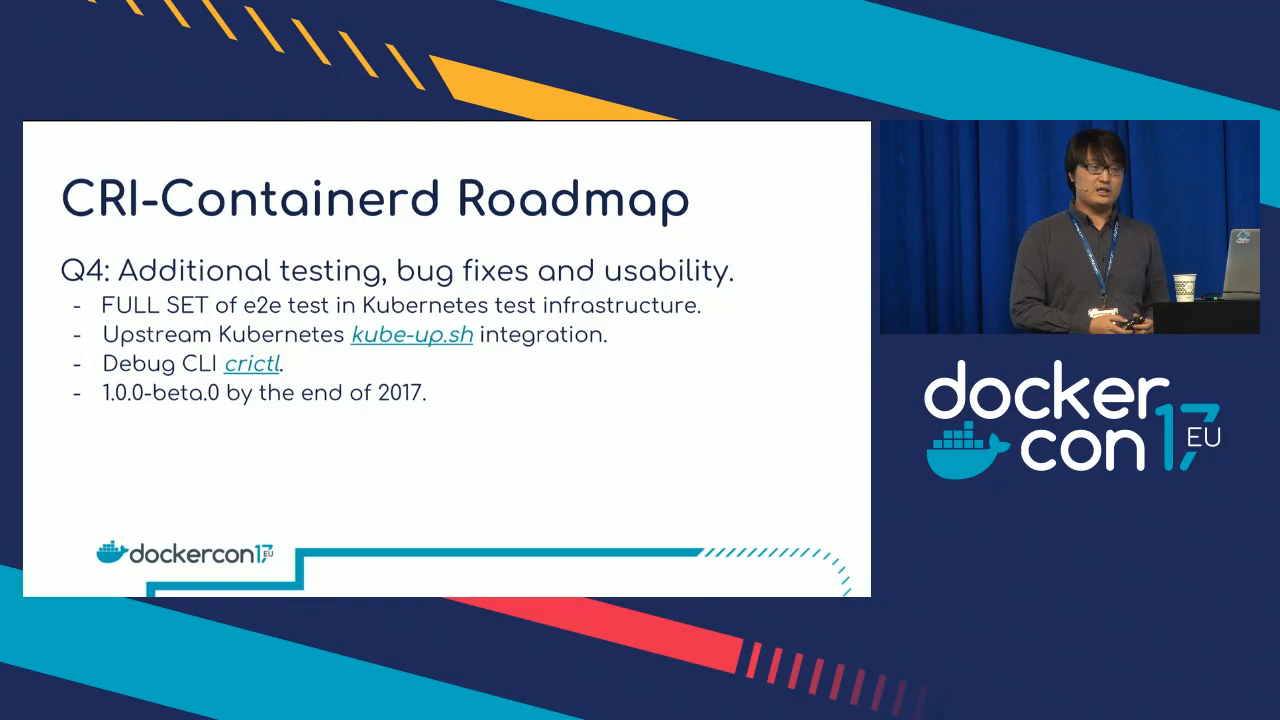 CRI-Containerd Roadmap
Q4: Additional testing, bug fixes and usability.
- FULL SET of e2e test in Kubernetes test infrastructure.
- Upstream Kubernetes kube-up.sh integration.
- Debug CLI crictl.
- 1.0.0-beta.0 by the end of 2017.
dockercon17 EU
docker
con 17 EU